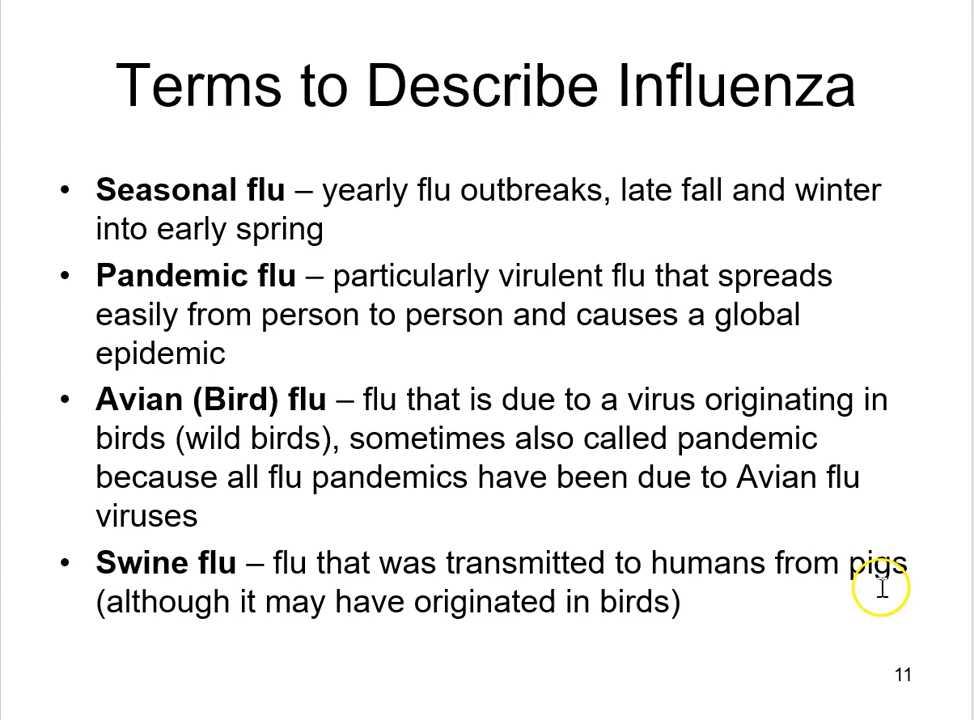 Terms to Describe Influenza
• Seasonal flu – yearly flu outbreaks, late fall and winter
into early spring
• Pandemic flu – particularly virulent flu that spreads
easily from person to person and causes a global
epidemic
• Avian (Bird) flu – flu that is due to a virus originating in
birds (wild birds), sometimes also called pandemic
because all flu pandemics have been due to Avian flu
viruses
• Swine flu – flu that was transmitted to humans from pigs
(although it may have originated in birds)
11